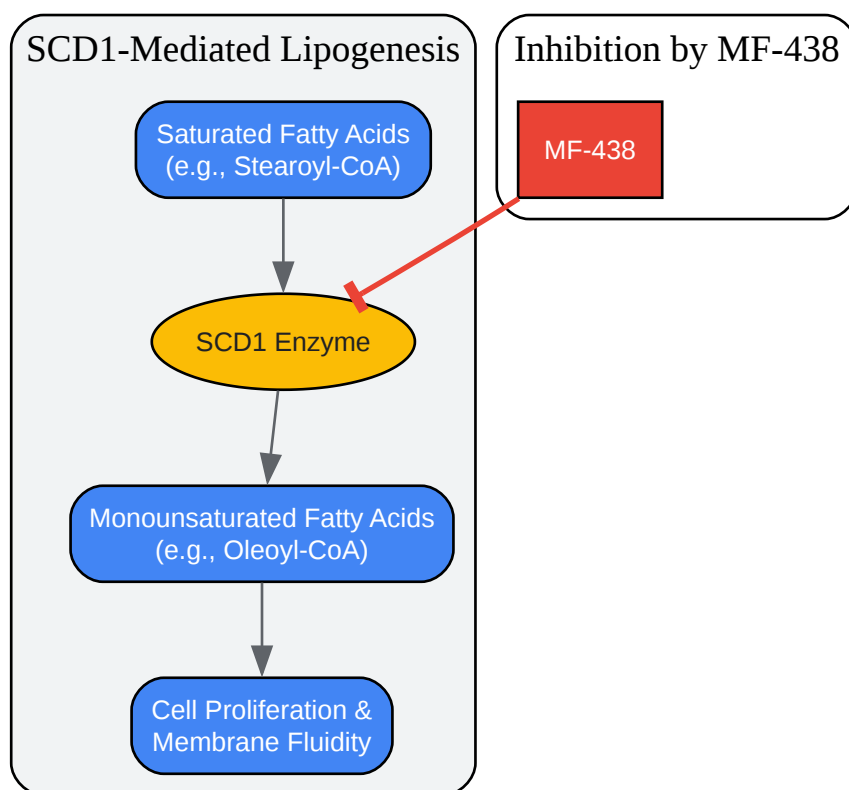 SCD1-Mediated Lipogenesis
Saturated Fatty Acids
(e.g., Stearoyl-CoA)
SCD1 Enzyme
Monounsaturated Fatty Acids
(e.g., Oleoyl-CoA)
Cell Proliferation &
Membrane Fluidity
Inhibition by MF-438
MF-438